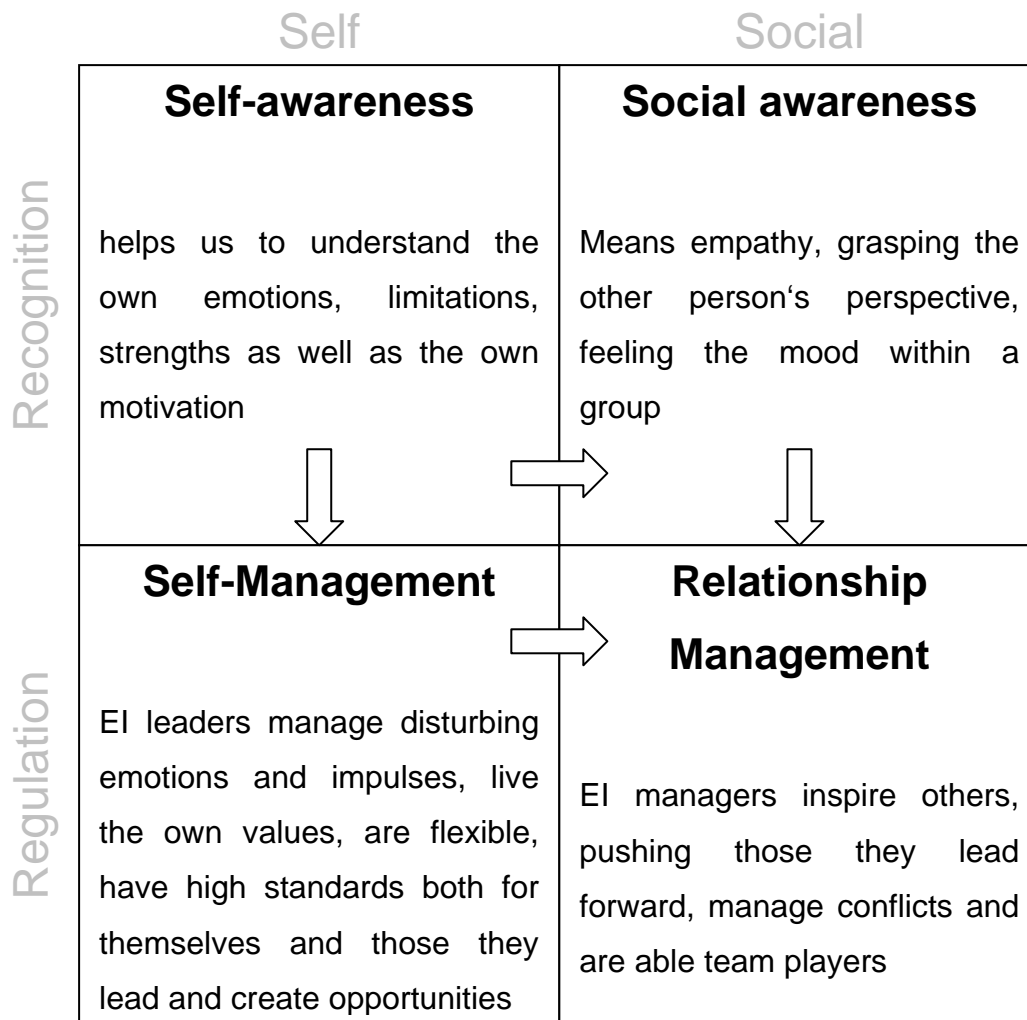 Self
Social
Recognition
Self-awareness
helps us to understand the
own emotions, limitations,
strengths as well as the own
motivation
Social awareness
Means empathy, grasping the
other person‘s perspective,
feeling the mood within a
group
Regulation
Self-Management
EI leaders manage disturbing
emotions and impulses, live
the own values, are flexible,
have high standards both for
themselves and those they
lead and create opportunities
Relationship
Management
EI managers inspire others,
pushing those they lead
forward, manage conflicts and
are able team players